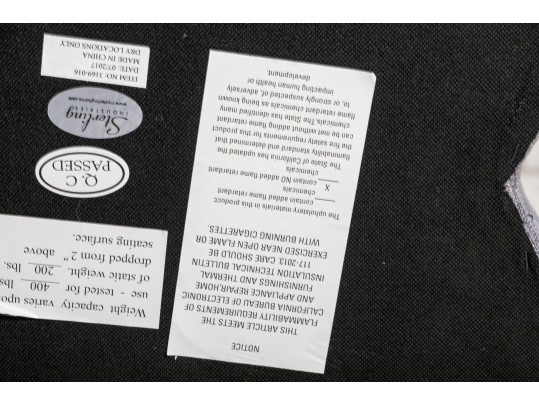 NOTICE
THIS ARTICLE MEETS THE
FLAMMABILITY REQUIREMENTS OF
CALIFORNIA BUREAU OF ELECTRONIC
AND APPLIANCE REPAIR,HOME
FURNISHINGS AND THERMAL
INSULATION TECHNICAL BULLETIN
117-2013. CARE SHOULD BE
EXERCISED NEAR OPEN FLAME OR
WITH BURNING CIGARETTES.
The upholstery materials in this product:
____ contain added flame retardant
chemicals
__X__ contain NO added flame retardant
chemicals
The State of California has updated the
flammability standard and determined that
the fire safety requirements for this product
can be met without adding flame retardant
chemicals. The State has identified many
flame retardant chemicals as being known
to, or strongly suspected of, adversely
impacting human health or
development.
Weight capacity varies upon
use - tested for 400 lbs
of static weight. 200 lbs.
dropped from 2" above
seating surface.
Q.C
PASSED
Sterling
INDUSTRIES
ITEM NO: 3169-016
DATE: 07/2017
MADE IN CHINA
DRY LOCATIONS ONLY